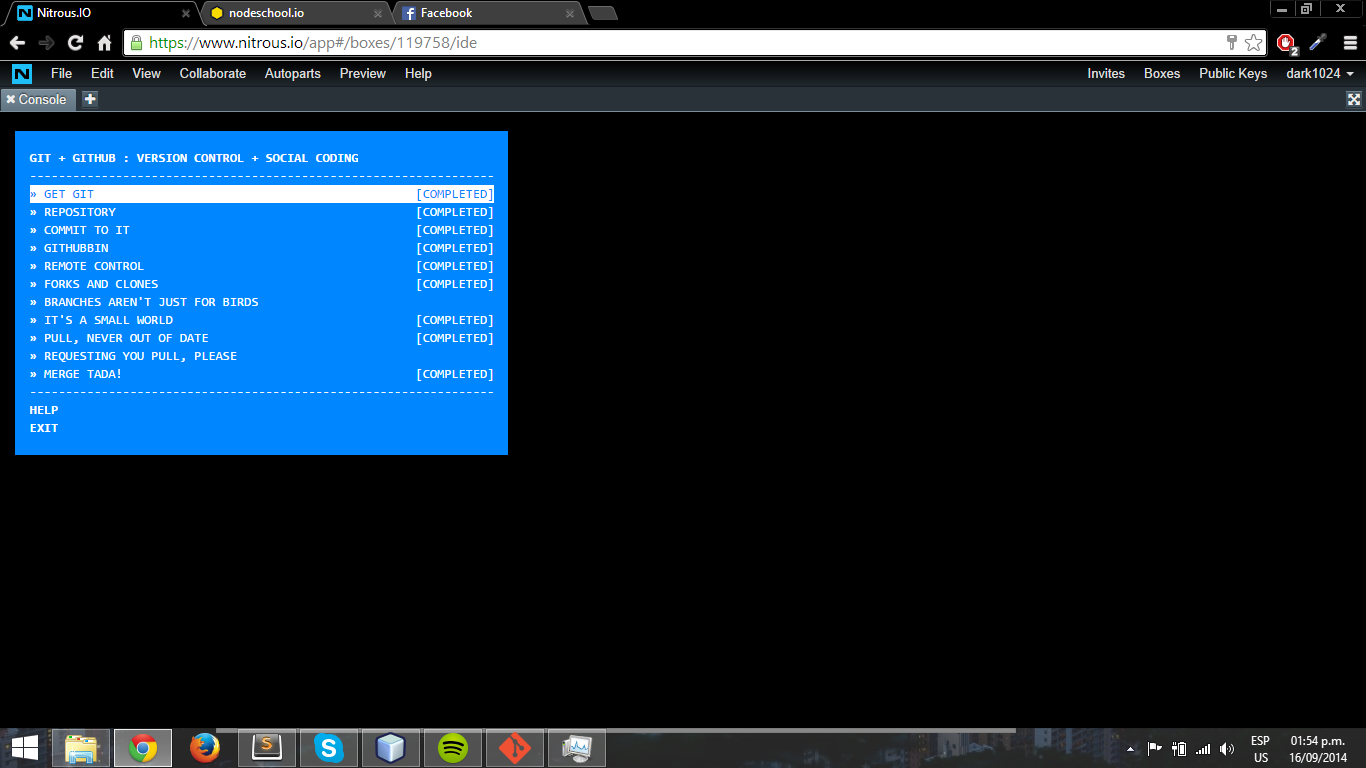 Nitrous.IO
nodeschool.io
Facebook
https://www.nitrous.io/app#/boxes/119758/ide
2
N File Edit View Collaborate Autoparts Preview Help Invites Boxes Public Keys dark1024
Console
GIT + GITHUB : VERSION CONTROL + SOCIAL CODING
-----------------------------------------------------------------
» GET GIT [COMPLETED]
» REPOSITORY [COMPLETED]
» COMMIT TO IT [COMPLETED]
» GITHUBBIN [COMPLETED]
» REMOTE CONTROL [COMPLETED]
» FORKS AND CLONES [COMPLETED]
» BRANCHES AREN'T JUST FOR BIRDS
» IT'S A SMALL WORLD [COMPLETED]
» PULL, NEVER OUT OF DATE [COMPLETED]
» REQUESTING YOU PULL, PLEASE
» MERGE TADA! [COMPLETED]
-----------------------------------------------------------------
HELP
EXIT
ESP 01:54 p.m.
US 16/09/2014